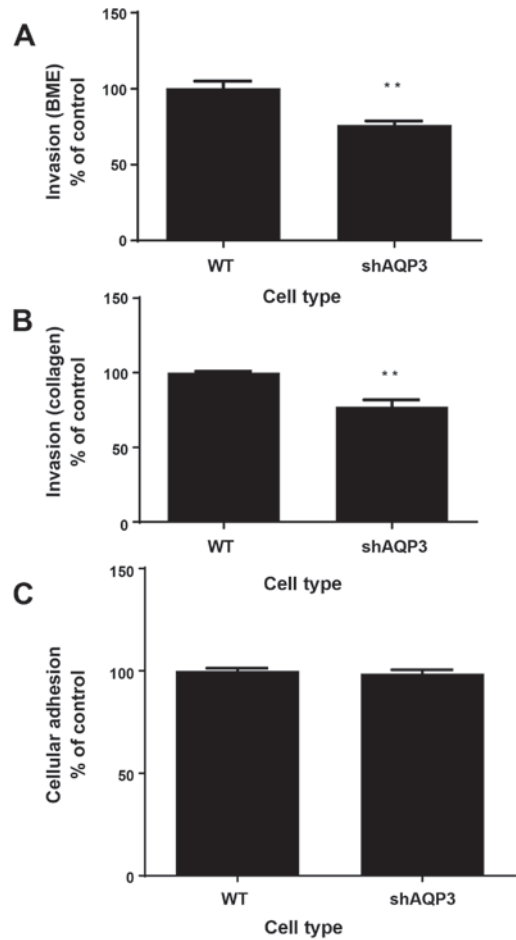 A
Invasion (BME)
% of control
150
100
50
0
**
WT shAQP3
Cell type
B
Invasion (collagen)
% of control
150
100
50
0
**
WT shAQP3
Cell type
C
Cellular adhesion
% of control
150
100
50
0
WT shAQP3
Cell type